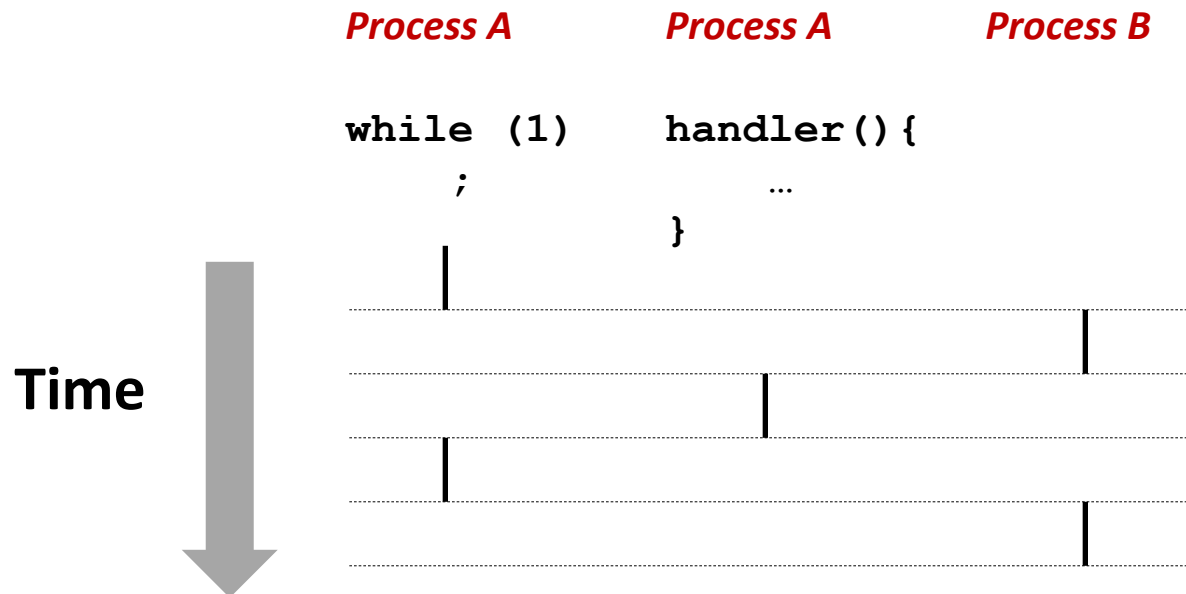 Process A Process A Process B
while (1) handler(){
; …
}
Time